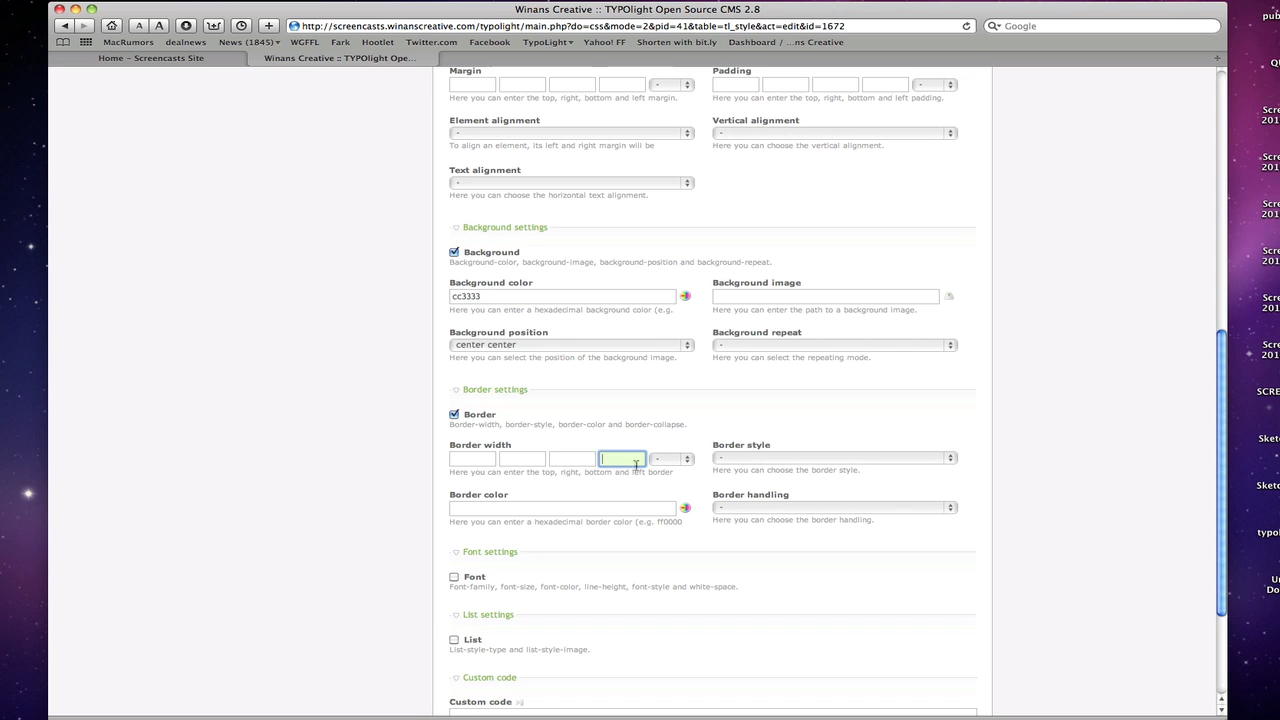 Winans Creative :: TYPOlight Open Source CMS 2.8
A A http://screencasts.winanscreative.com/typolight/main.php?do=css&mode=2&pid=41&table=tl_style&act=edit&id=1672 Google
MacRumors dealnews News (1845) WGFFL Fark Hootlet Twitter.com Facebook TypoLight Yahoo! FF Shorten with bit.ly Dashboard / ...ns Creative
Home – Screencasts Site Winans Creative :: TYPOlight Ope...
Margin Padding
- -
Here you can enter the top, right, bottom and left margin. Here you can enter the top, right, bottom and left padding.
Element alignment Vertical alignment
- -
To align an element, its left and right margin will be Here you can choose the vertical alignment.
Text alignment
-
Here you can choose the horizontal text alignment.
Background settings
Background
Background-color, background-image, background-position and background-repeat.
Background color Background image
cc3333
Here you can enter a hexadecimal background color (e.g. Here you can enter the path to a background image.
Background position Background repeat
center center -
Here you can select the position of the background image. Here you can select the repeating mode.
Border settings
Border
Border-width, border-style, border-color and border-collapse.
Border width Border style
- -
Here you can enter the top, right, bottom and left border Here you can choose the border style.
Border color Border handling
-
Here you can enter a hexadecimal border color (e.g. ff0000 Here you can choose the border handling.
Font settings
Font
Font-family, font-size, font-color, line-height, font-style and white-space.
List settings
List
List-style-type and list-style-image.
Custom code
Custom code